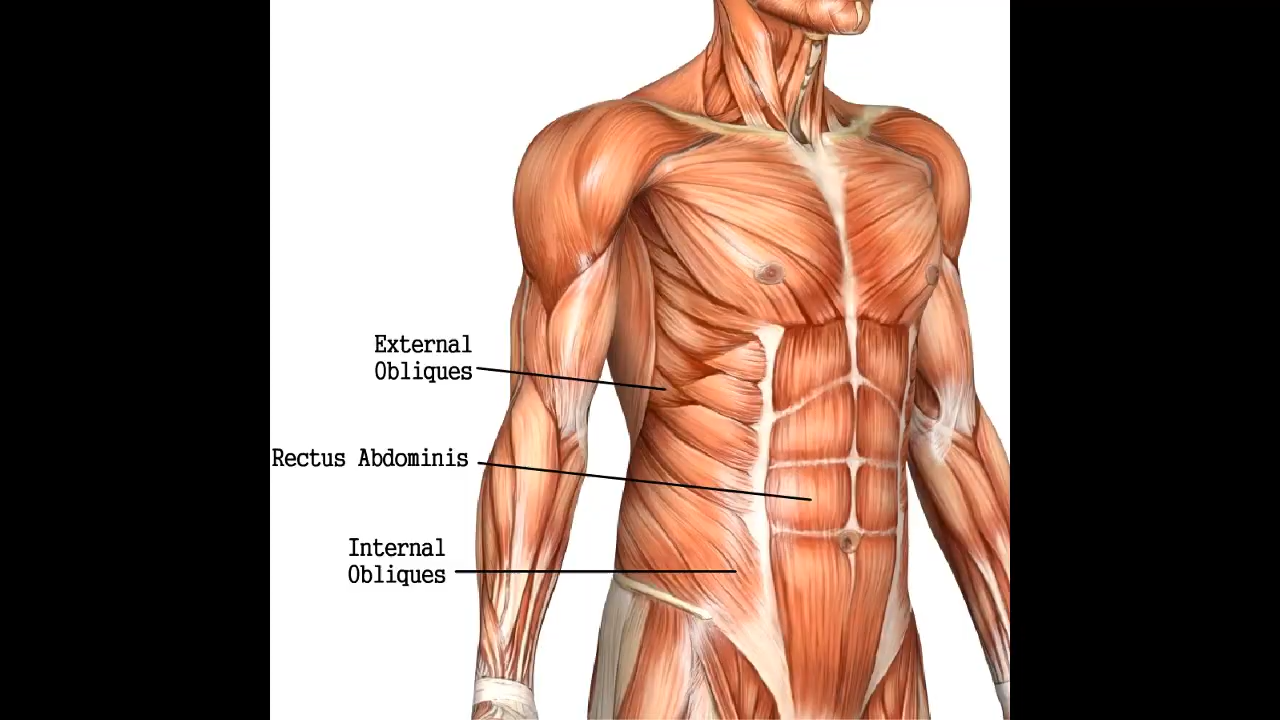 External
Obliques
Rectus Abdominis
Internal
Obliques